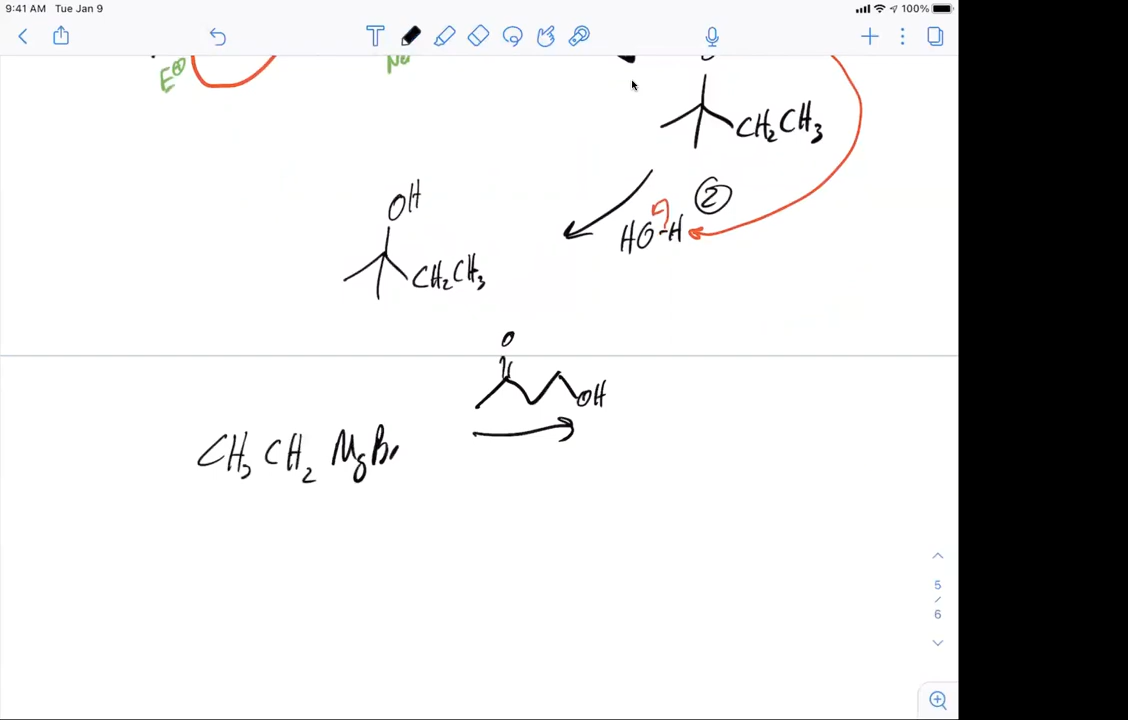 9:41 AM Tue Jan 9
100%
E⊕
CH₂CH₃
OH
②
HO-H
CH₂CH₃
O
OH
CH₃CH₂MgBr
5
/
6